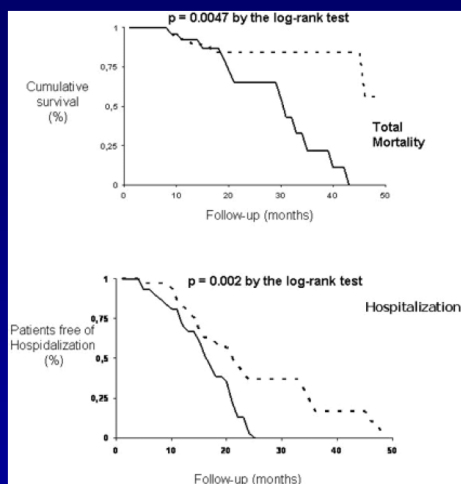 p = 0.0047 by the log-rank test
1
0,75
0,5
0,25
0
Cumulative
survival
(%)
Total
Mortality
0 10 20 30 40 50
Follow-up (months)
p = 0.002 by the log-rank test
Hospitalization
1
0,75
0,5
0,25
0
Patients free of
Hospidalization
(%)
0 10 20 30 40 50
Follow-up (months)